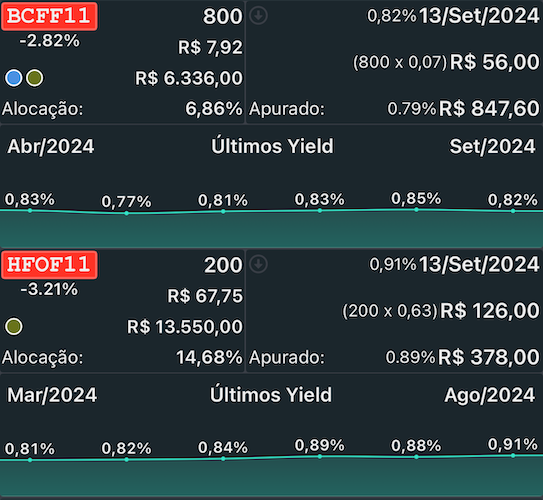 BCFF11 800 0,82% 13/Set/2024
-2.82% R$ 7,92 (800 x 0,07) R$ 56,00
R$ 6.336,00
Alocação: 6,86% Apurado: 0.79% R$ 847,60
Abr/2024 Últimos Yield Set/2024
0,83% 0,77% 0,81% 0,83% 0,85% 0,82%
HFOF11 200 0,91% 13/Set/2024
-3.21% R$ 67,75 (200 x 0,63) R$ 126,00
R$ 13.550,00
Alocação: 14,68% Apurado: 0.89% R$ 378,00
Mar/2024 Últimos Yield Ago/2024
0,81% 0,82% 0,84% 0,89% 0,88% 0,91%